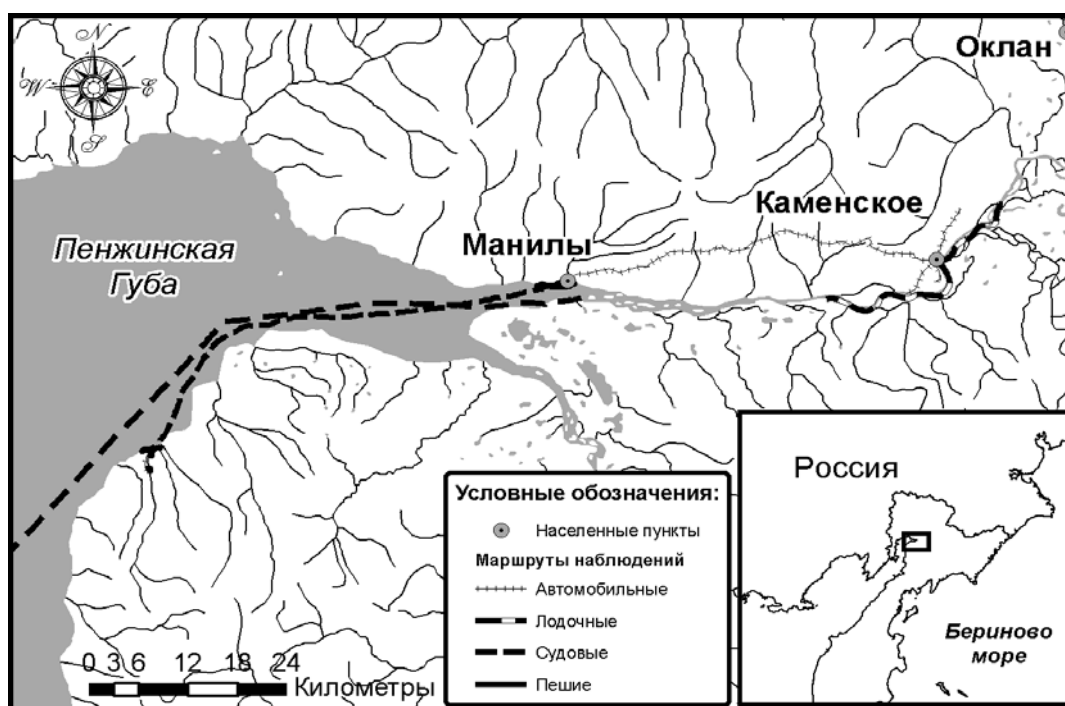 N
W
E
S
Оклан
Каменское
Манилы
Пенжинская
Губа
Условные обозначения:
Населенные пункты
Маршруты наблюдений
Автомобильные
Лодочные
Судовые
Пешие
0 3 6 12 18 24
Километры
Россия
Бериново
море